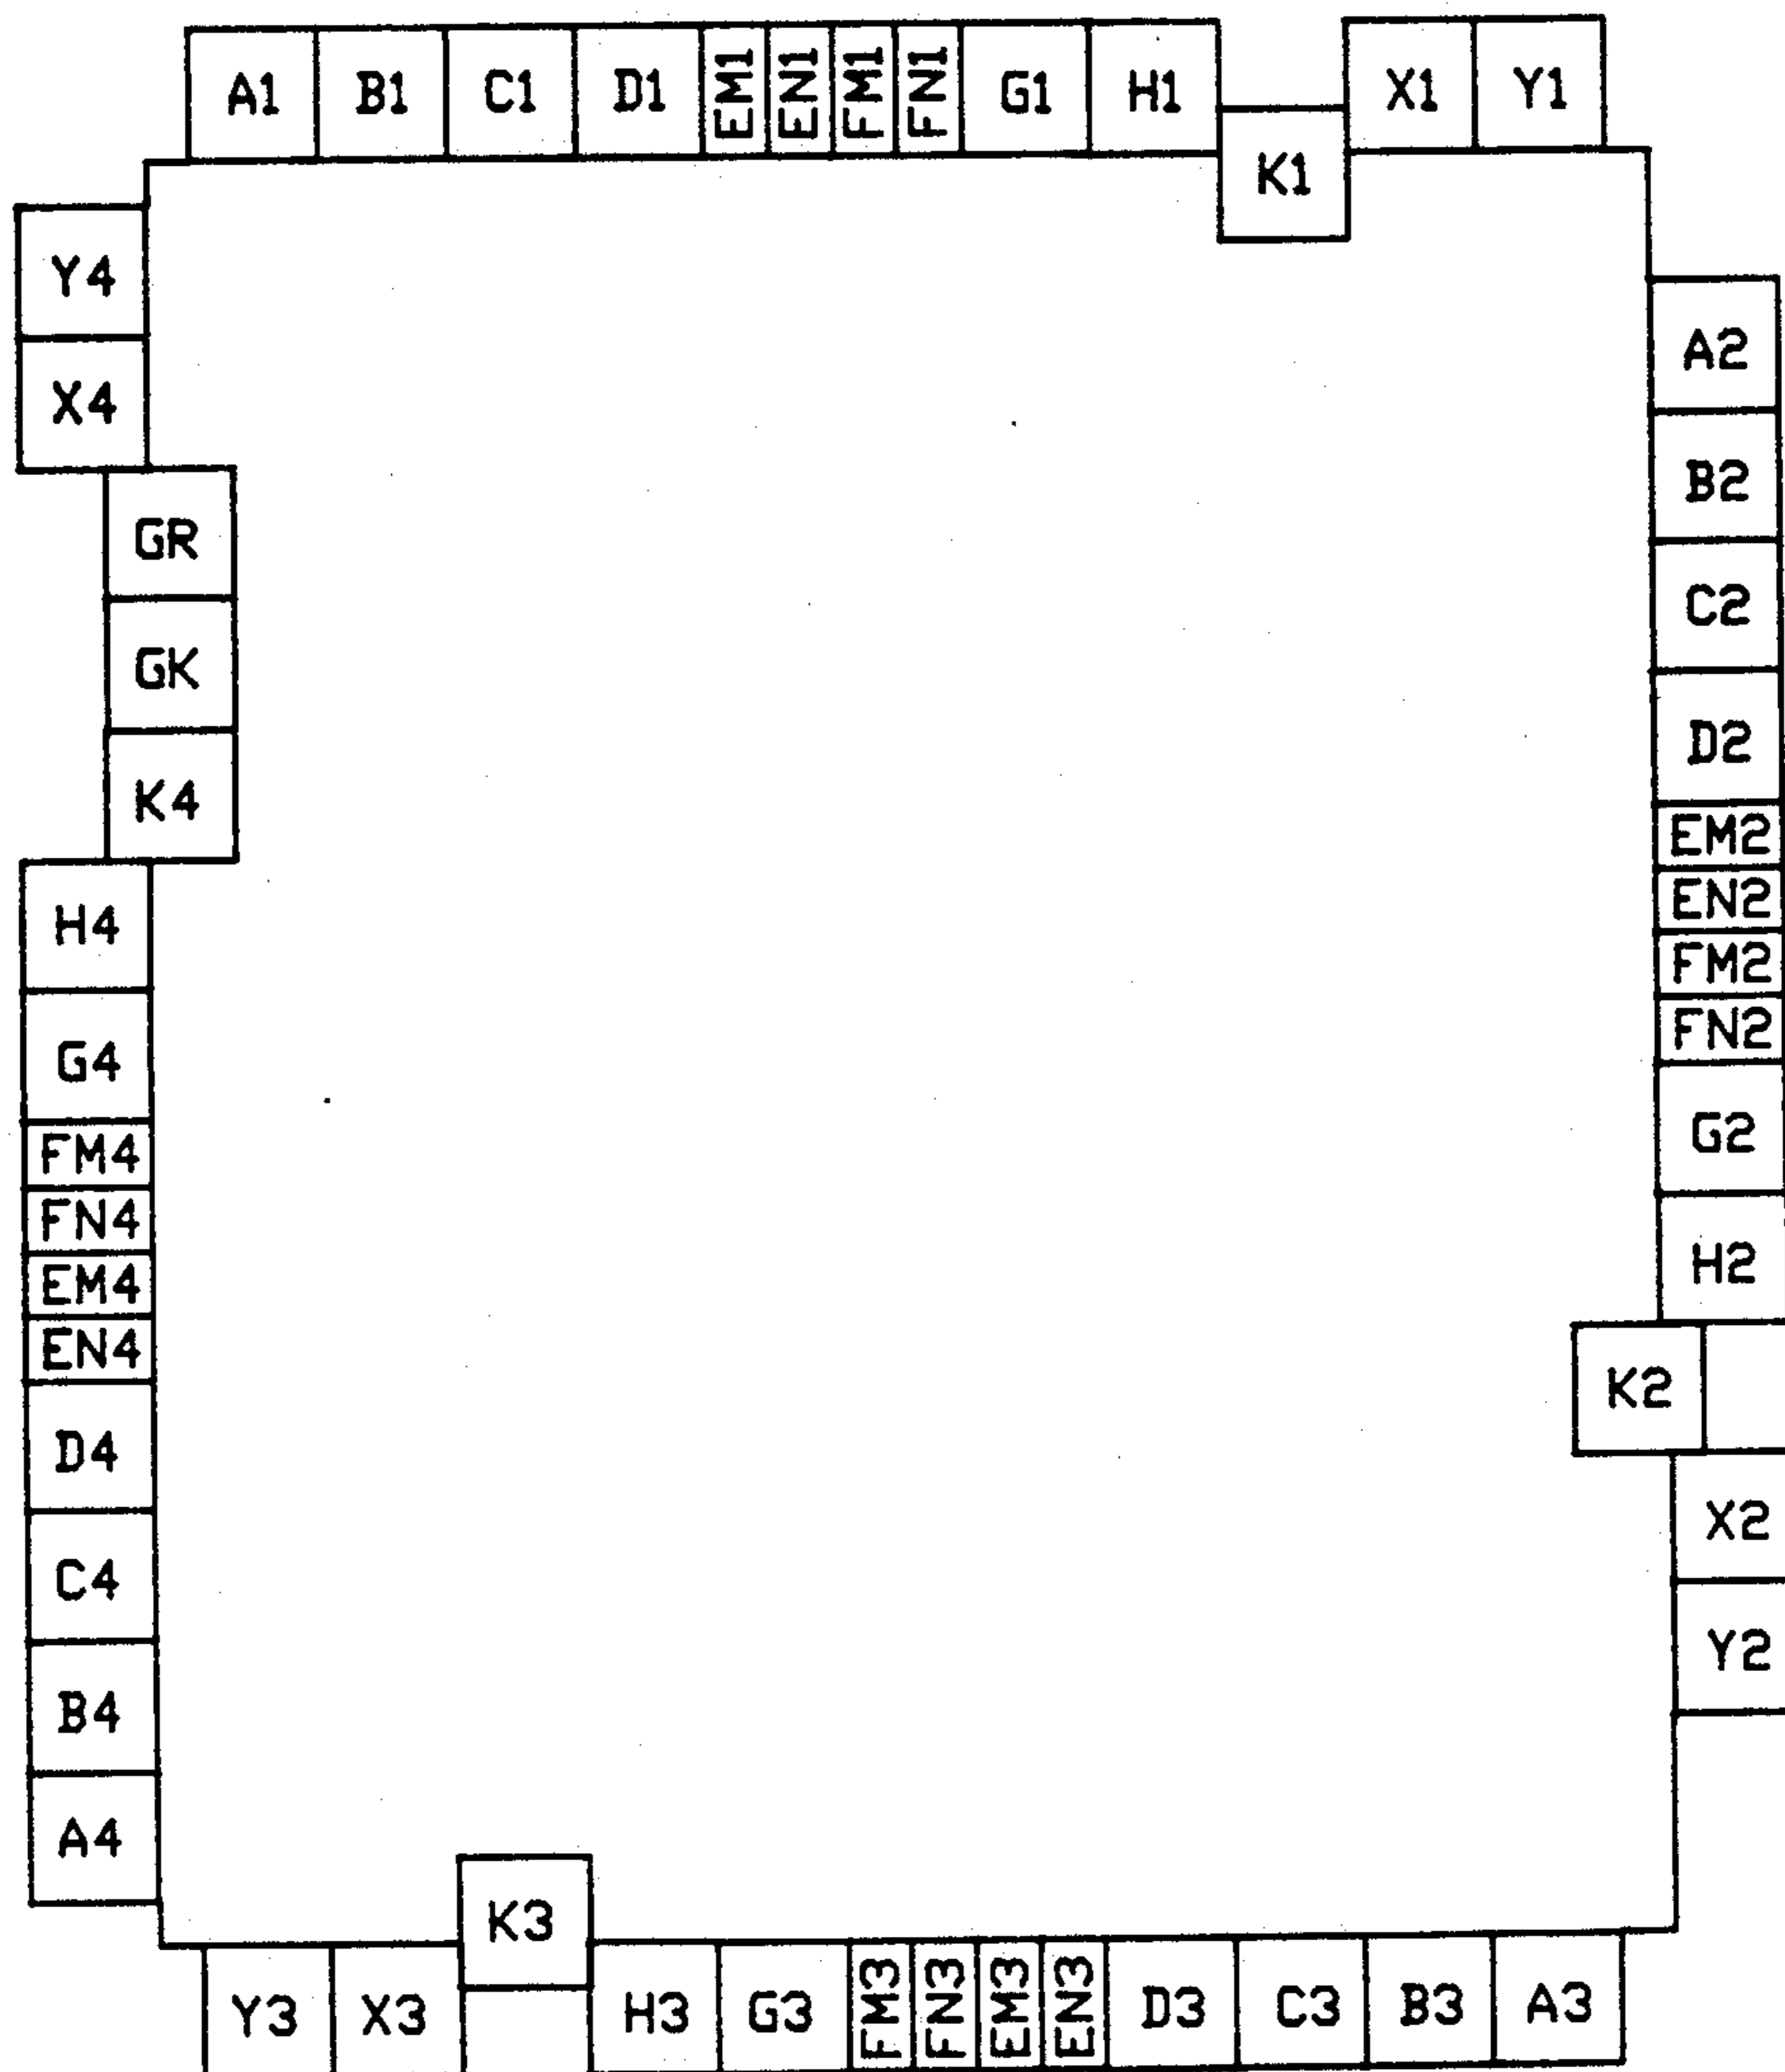 A1 B1 C1 D1 EM1 EN1 FM1 FN1 G1 H1 K1 X1 Y1
Y4
X4
GR
GK
K4
H4
G4
FM4
FN4
EM4
EN4
D4
C4
B4
A4
A2
B2
C2
D2
EM2
EN2
FM2
FN2
G2
H2
K2
X2
Y2
Y3 X3 K3 H3 G3 FM3 FN3 EM3 EN3 D3 C3 B3 A3